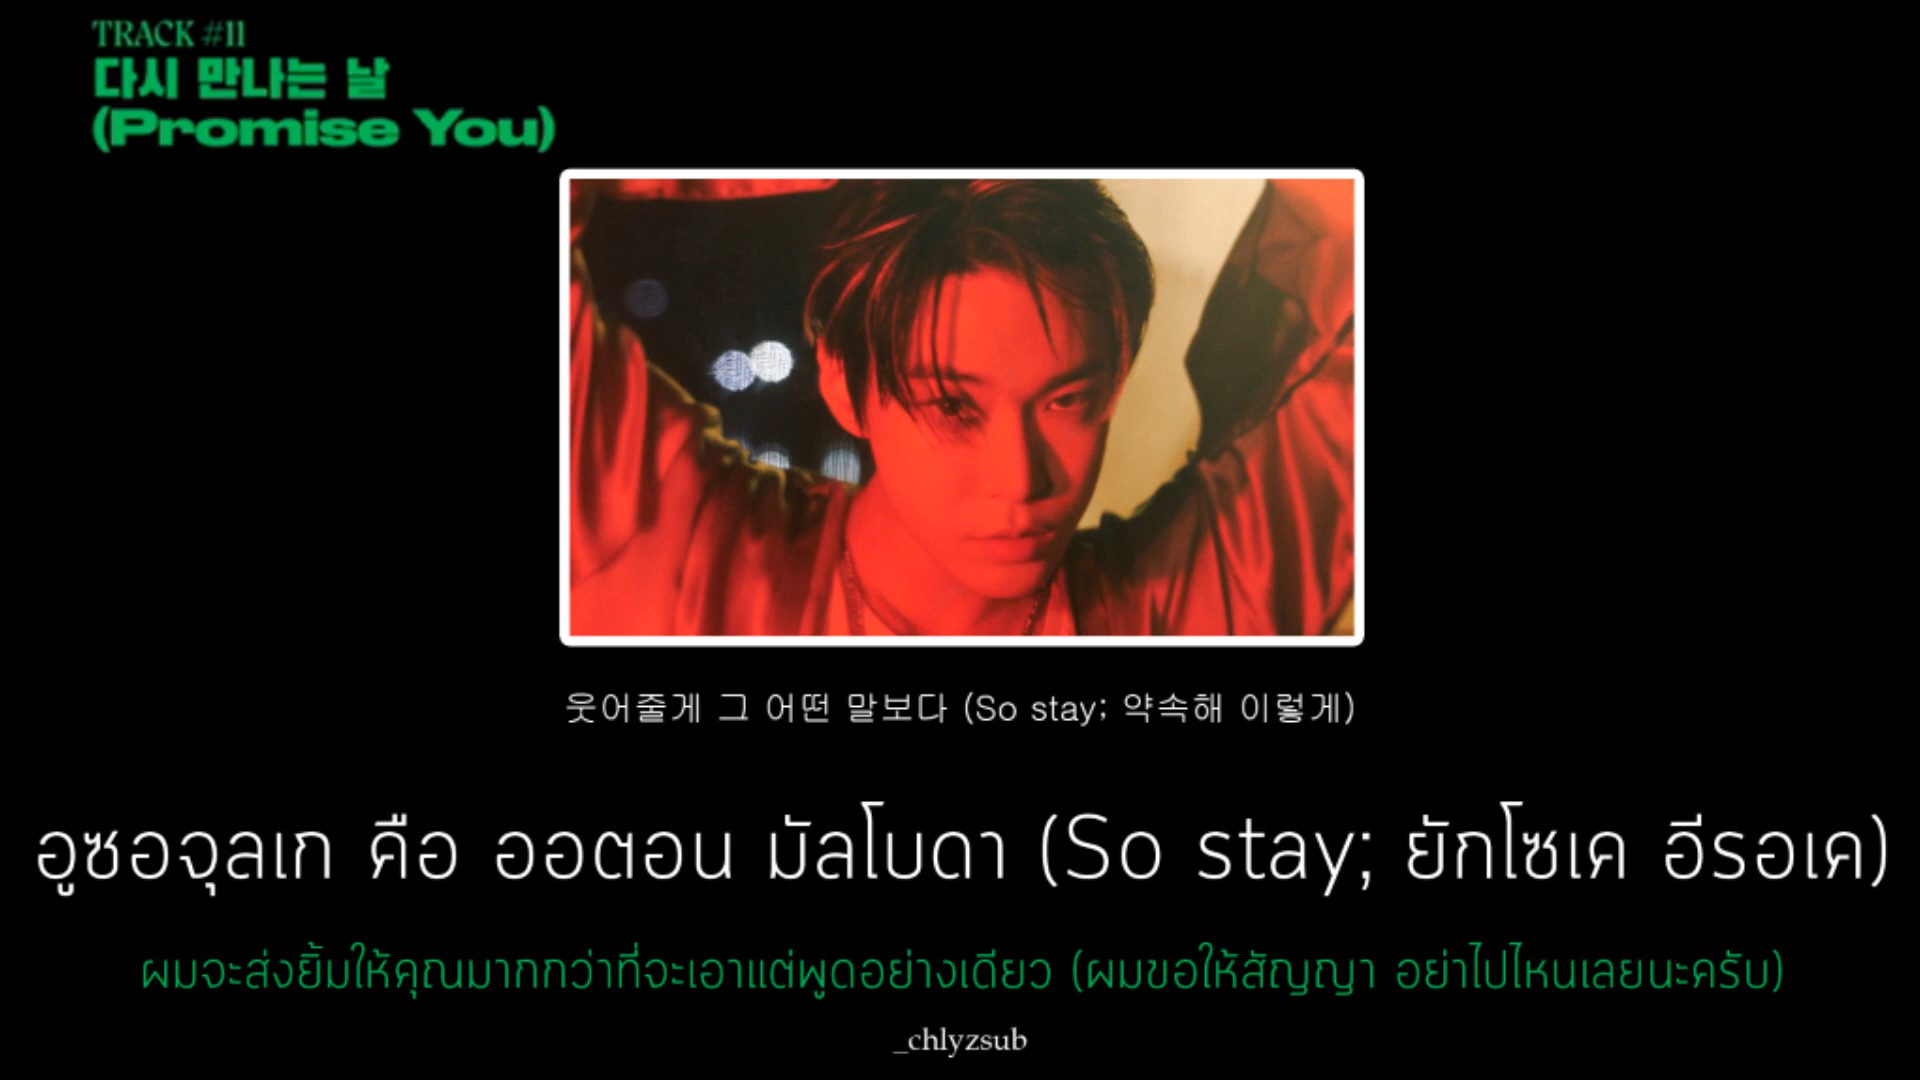 TRACK #11
다시 만나는 날
(Promise You)
웃어줄게 그 어떤 말보다 (So stay; 약속해 이렇게)
อูซอจุลเก คือ ออตอน มัลโบดา (So stay; ยักโซเค อีรอเค)
ผมจะส่งยิ้มให้คุณมากกว่าที่จะเอาแต่พูดอย่างเดียว (ผมขอให้สัญญา อย่าไปไหนเลยนะครับ)
_chlyzsub